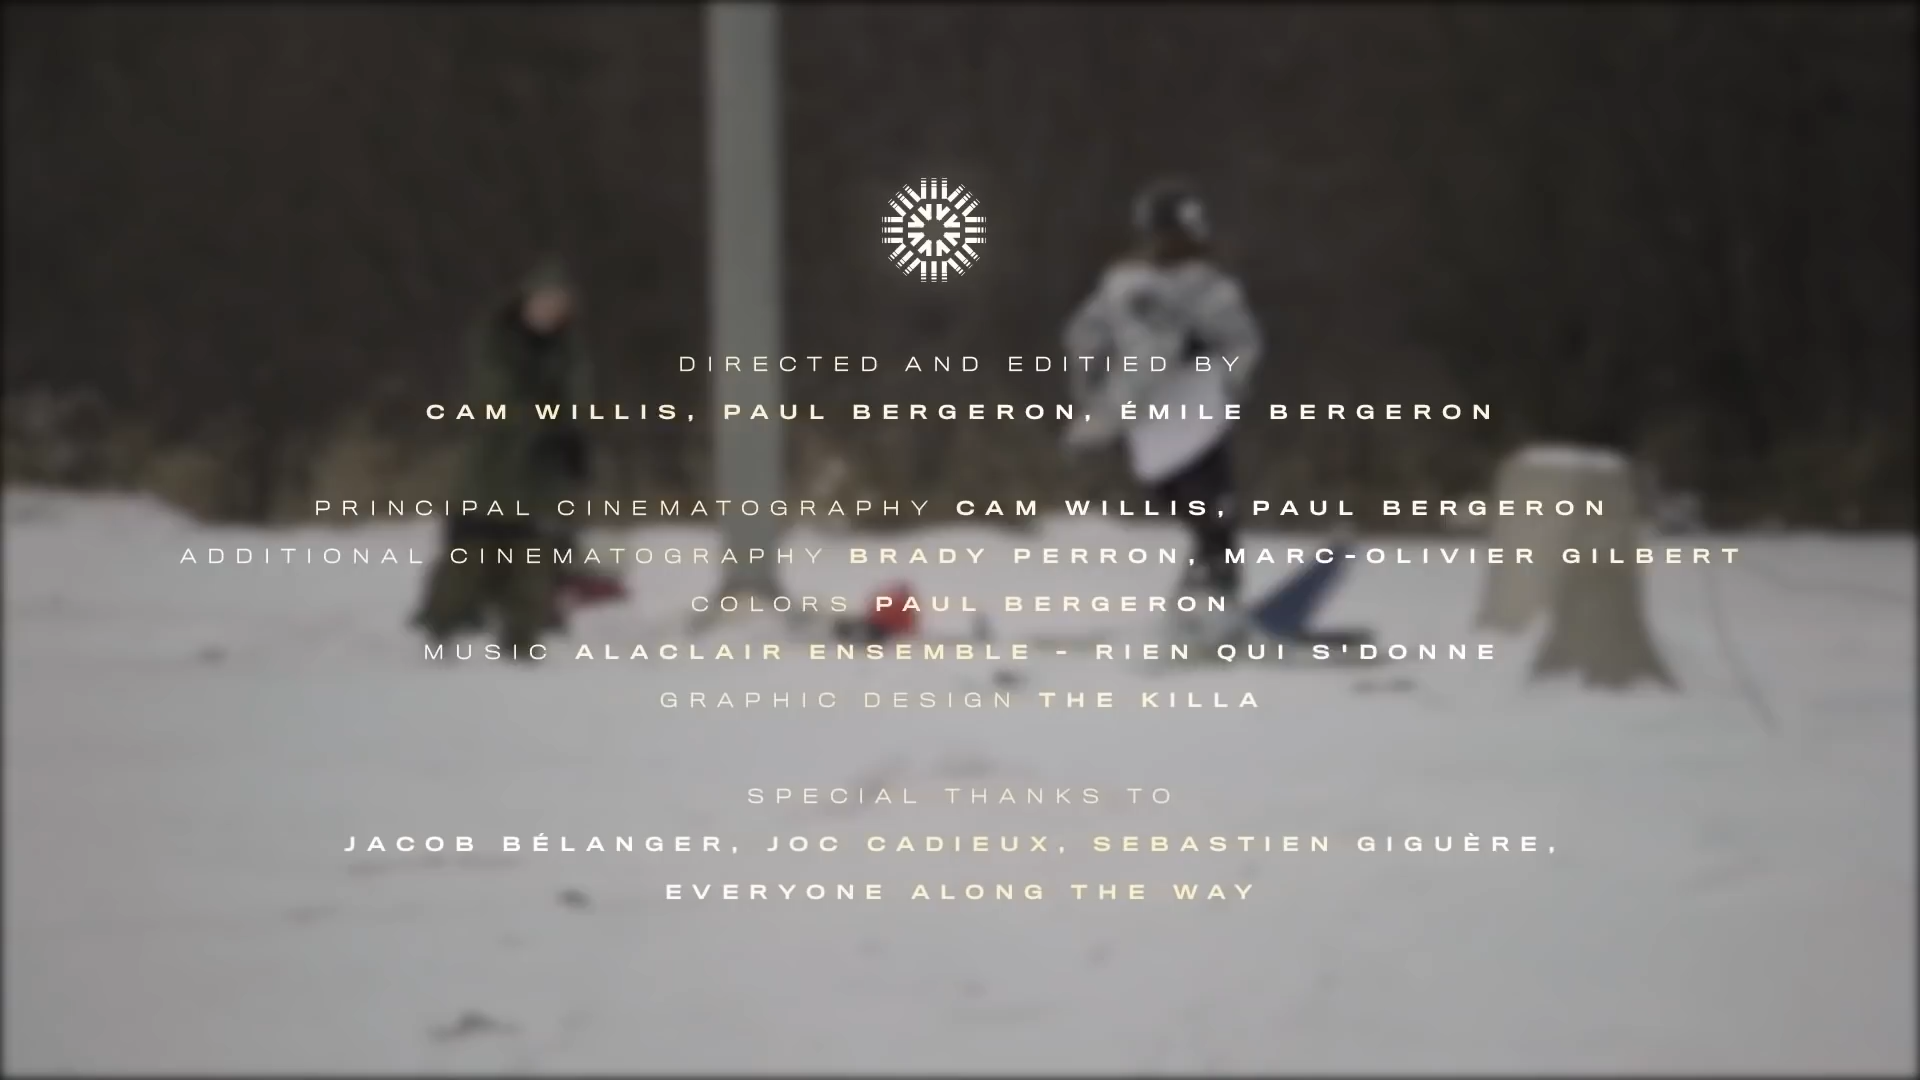 DIRECTED AND EDITIED BY
CAM WILLIS, PAUL BERGERON, ÉMILE BERGERON
PRINCIPAL CINEMATOGRAPHY CAM WILLIS, PAUL BERGERON
ADDITIONAL CINEMATOGRAPHY BRADY PERRON, MARC-OLIVIER GILBERT
COLORS PAUL BERGERON
MUSIC ALACLAIR ENSEMBLE - RIEN QUI S'DONNE
GRAPHIC DESIGN THE KILLA
SPECIAL THANKS TO
JACOB BÉLANGER, JOC CADIEUX, SEBASTIEN GIGUÈRE,
EVERYONE ALONG THE WAY